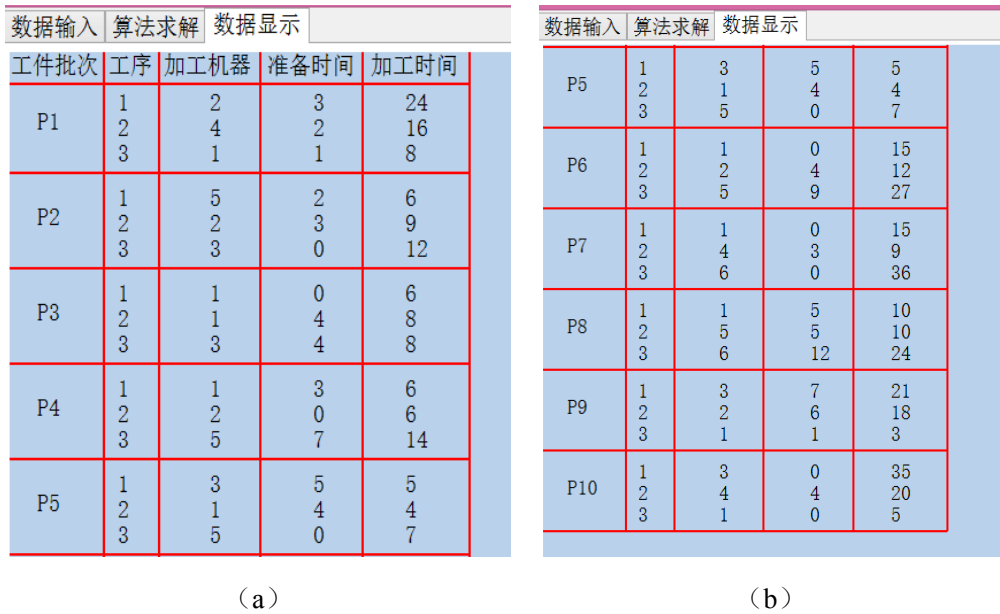 数据输入 算法求解 数据显示
工件批次 工序 加工机器 准备时间 加工时间
P1
1 2 3 24
2 4 2 16
3 1 1 8
P2
1 5 2 6
2 2 3 9
3 3 0 12
P3
1 1 0 6
2 1 4 8
3 3 4 8
P4
1 1 3 6
2 2 0 6
3 5 7 14
P5
1 3 5 5
2 1 4 4
3 5 0 7
(a)
数据输入 算法求解 数据显示
P5
1 3 5 5
2 1 4 4
3 5 0 7
P6
1 1 0 15
2 2 4 12
3 5 9 27
P7
1 1 0 15
2 4 3 9
3 6 0 36
P8
1 1 5 10
2 5 5 10
3 6 12 24
P9
1 3 7 21
2 2 6 18
3 1 1 3
P10
1 3 0 35
2 4 4 20
3 1 0 5
(b)